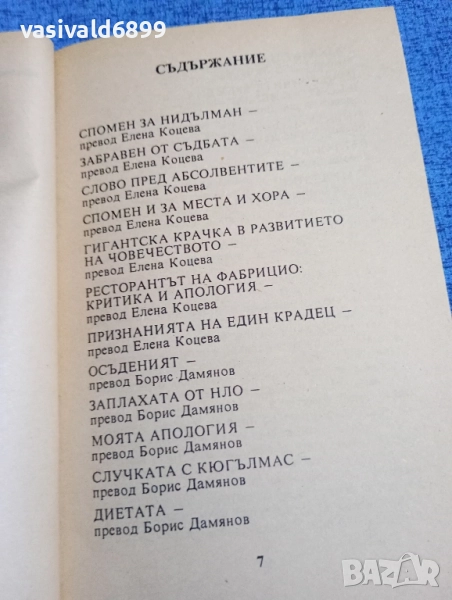 vasivald6899
СЪДЪРЖАНИЕ
СПОМЕН ЗА НИДЪЛМАН –
превод Елена Коцева
ЗАБРАВЕН ОТ СЪДБАТА –
превод Елена Коцева
СЛОВО ПРЕД АБСОЛВЕНТИТЕ –
превод Елена Коцева
СПОМЕН И ЗА МЕСТА И ХОРА –
превод Елена Коцева
ГИГАНТСКА КРАЧКА В РАЗВИТИЕТО
НА ЧОВЕЧЕСТВОТО –
превод Елена Коцева
РЕСТОРАНТЪТ НА ФАБРИЦИО:
КРИТИКА И АПОЛОГИЯ –
превод Елена Коцева
ПРИЗНАНИЯТА НА ЕДИН КРАДЕЦ –
превод Елена Коцева
ОСЪДЕНИЯТ –
превод Борис Дамянов
ЗАПЛАХАТА ОТ НЛО –
превод Борис Дамянов
МОЯТА АПОЛОГИЯ –
превод Борис Дамянов
СЛУЧКАТА С КЮГЪЛМАС –
превод Борис Дамянов
ДИЕТАТА –
превод Борис Дамянов
7
BAZAR